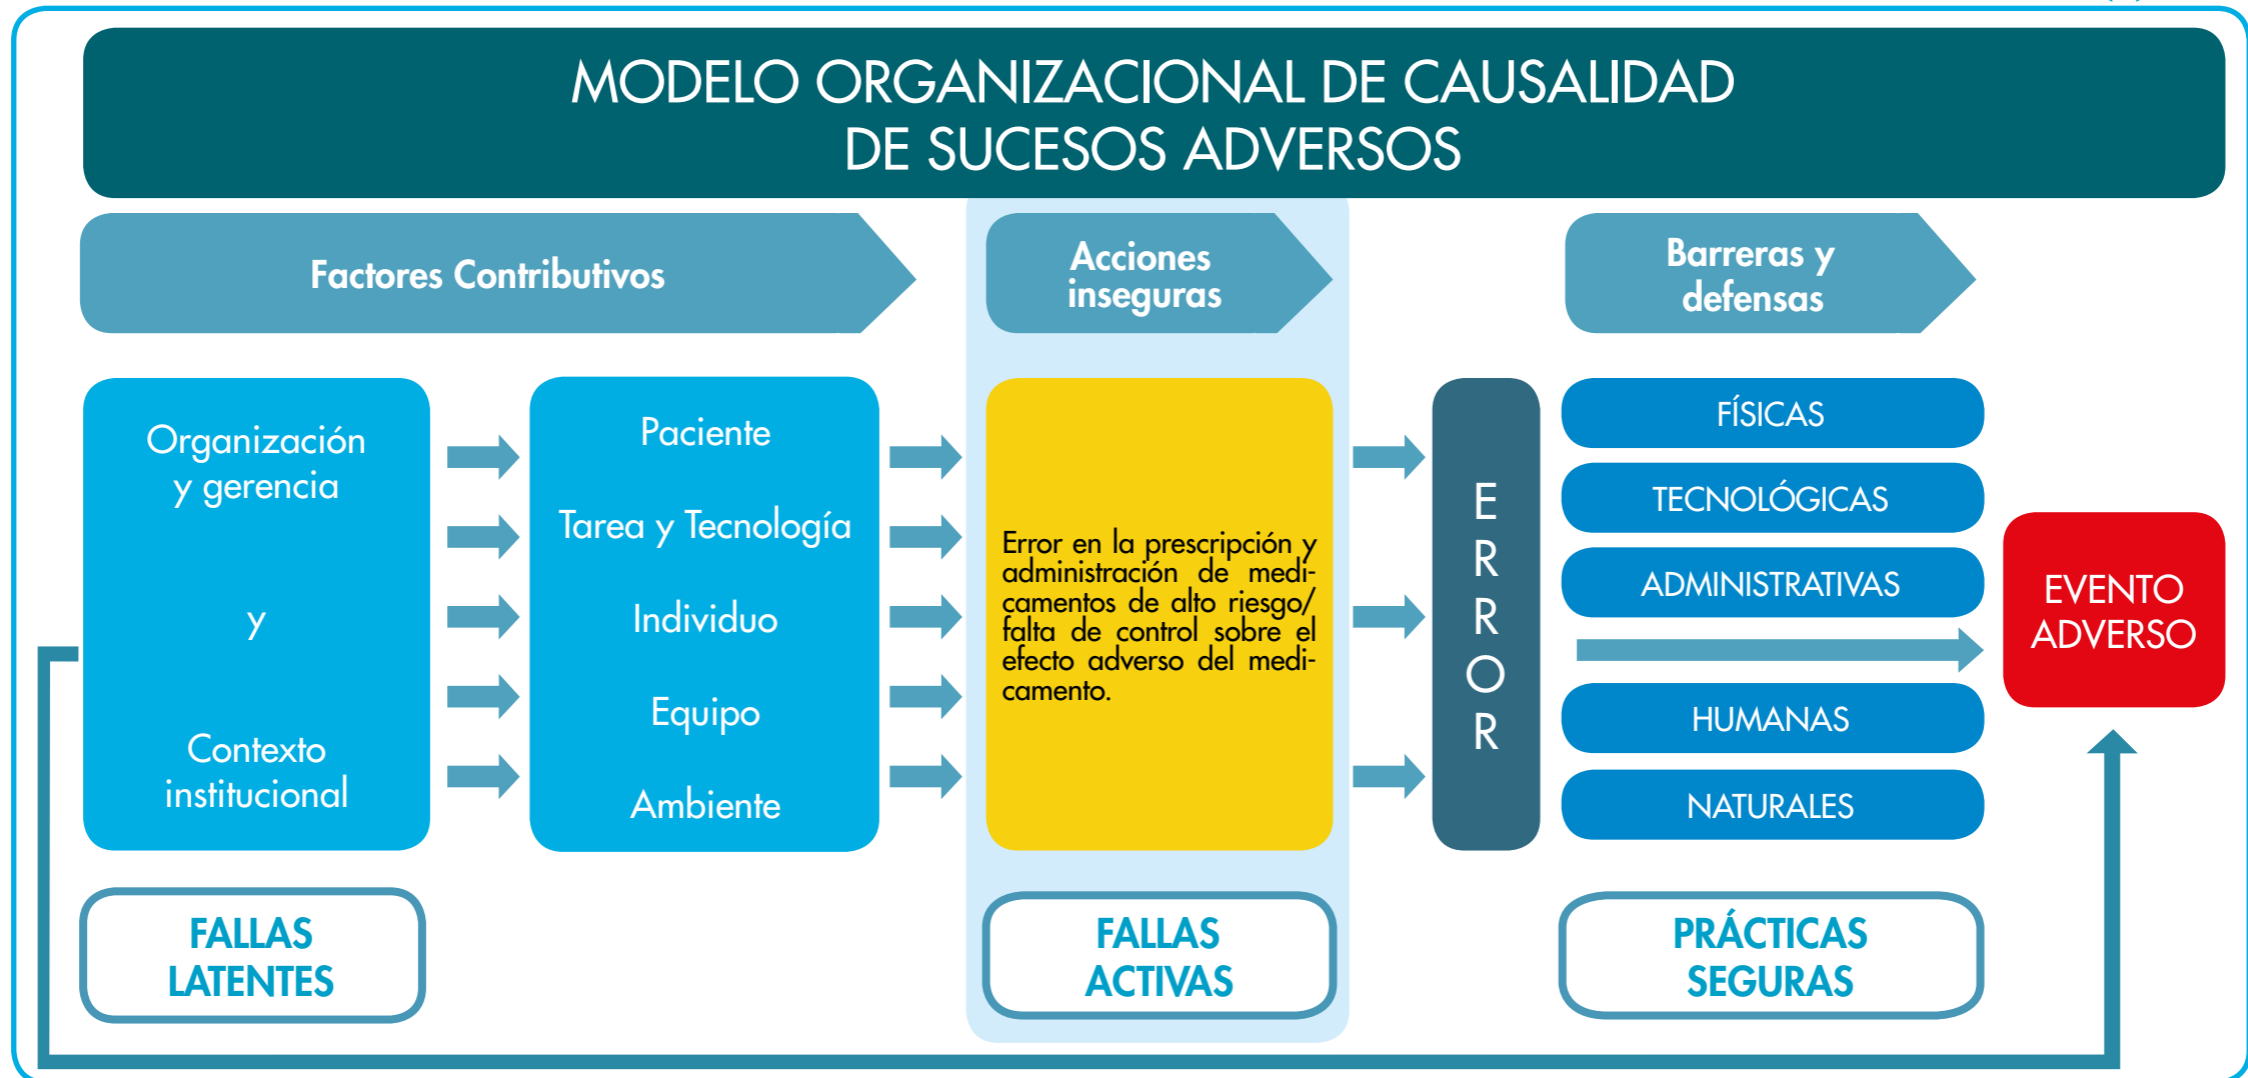 MODELO ORGANIZACIONAL DE CAUSALIDAD
DE SUCESOS ADVERSOS
Factores Contributivos
Acciones
inseguras
Barreras y
defensas
Organización
y gerencia
y
Contexto
institucional
Paciente
Tarea y Tecnología
Individuo
Equipo
Ambiente
Error en la prescripción y
administración de medi-
camentos de alto riesgo/
falta de control sobre el
efecto adverso del medi-
camento.
E
R
R
O
R
FÍSICAS
TECNOLÓGICAS
ADMINISTRATIVAS
HUMANAS
NATURALES
EVENTO
ADVERSO
FALLAS
LATENTES
FALLAS
ACTIVAS
PRÁCTICAS
SEGURAS